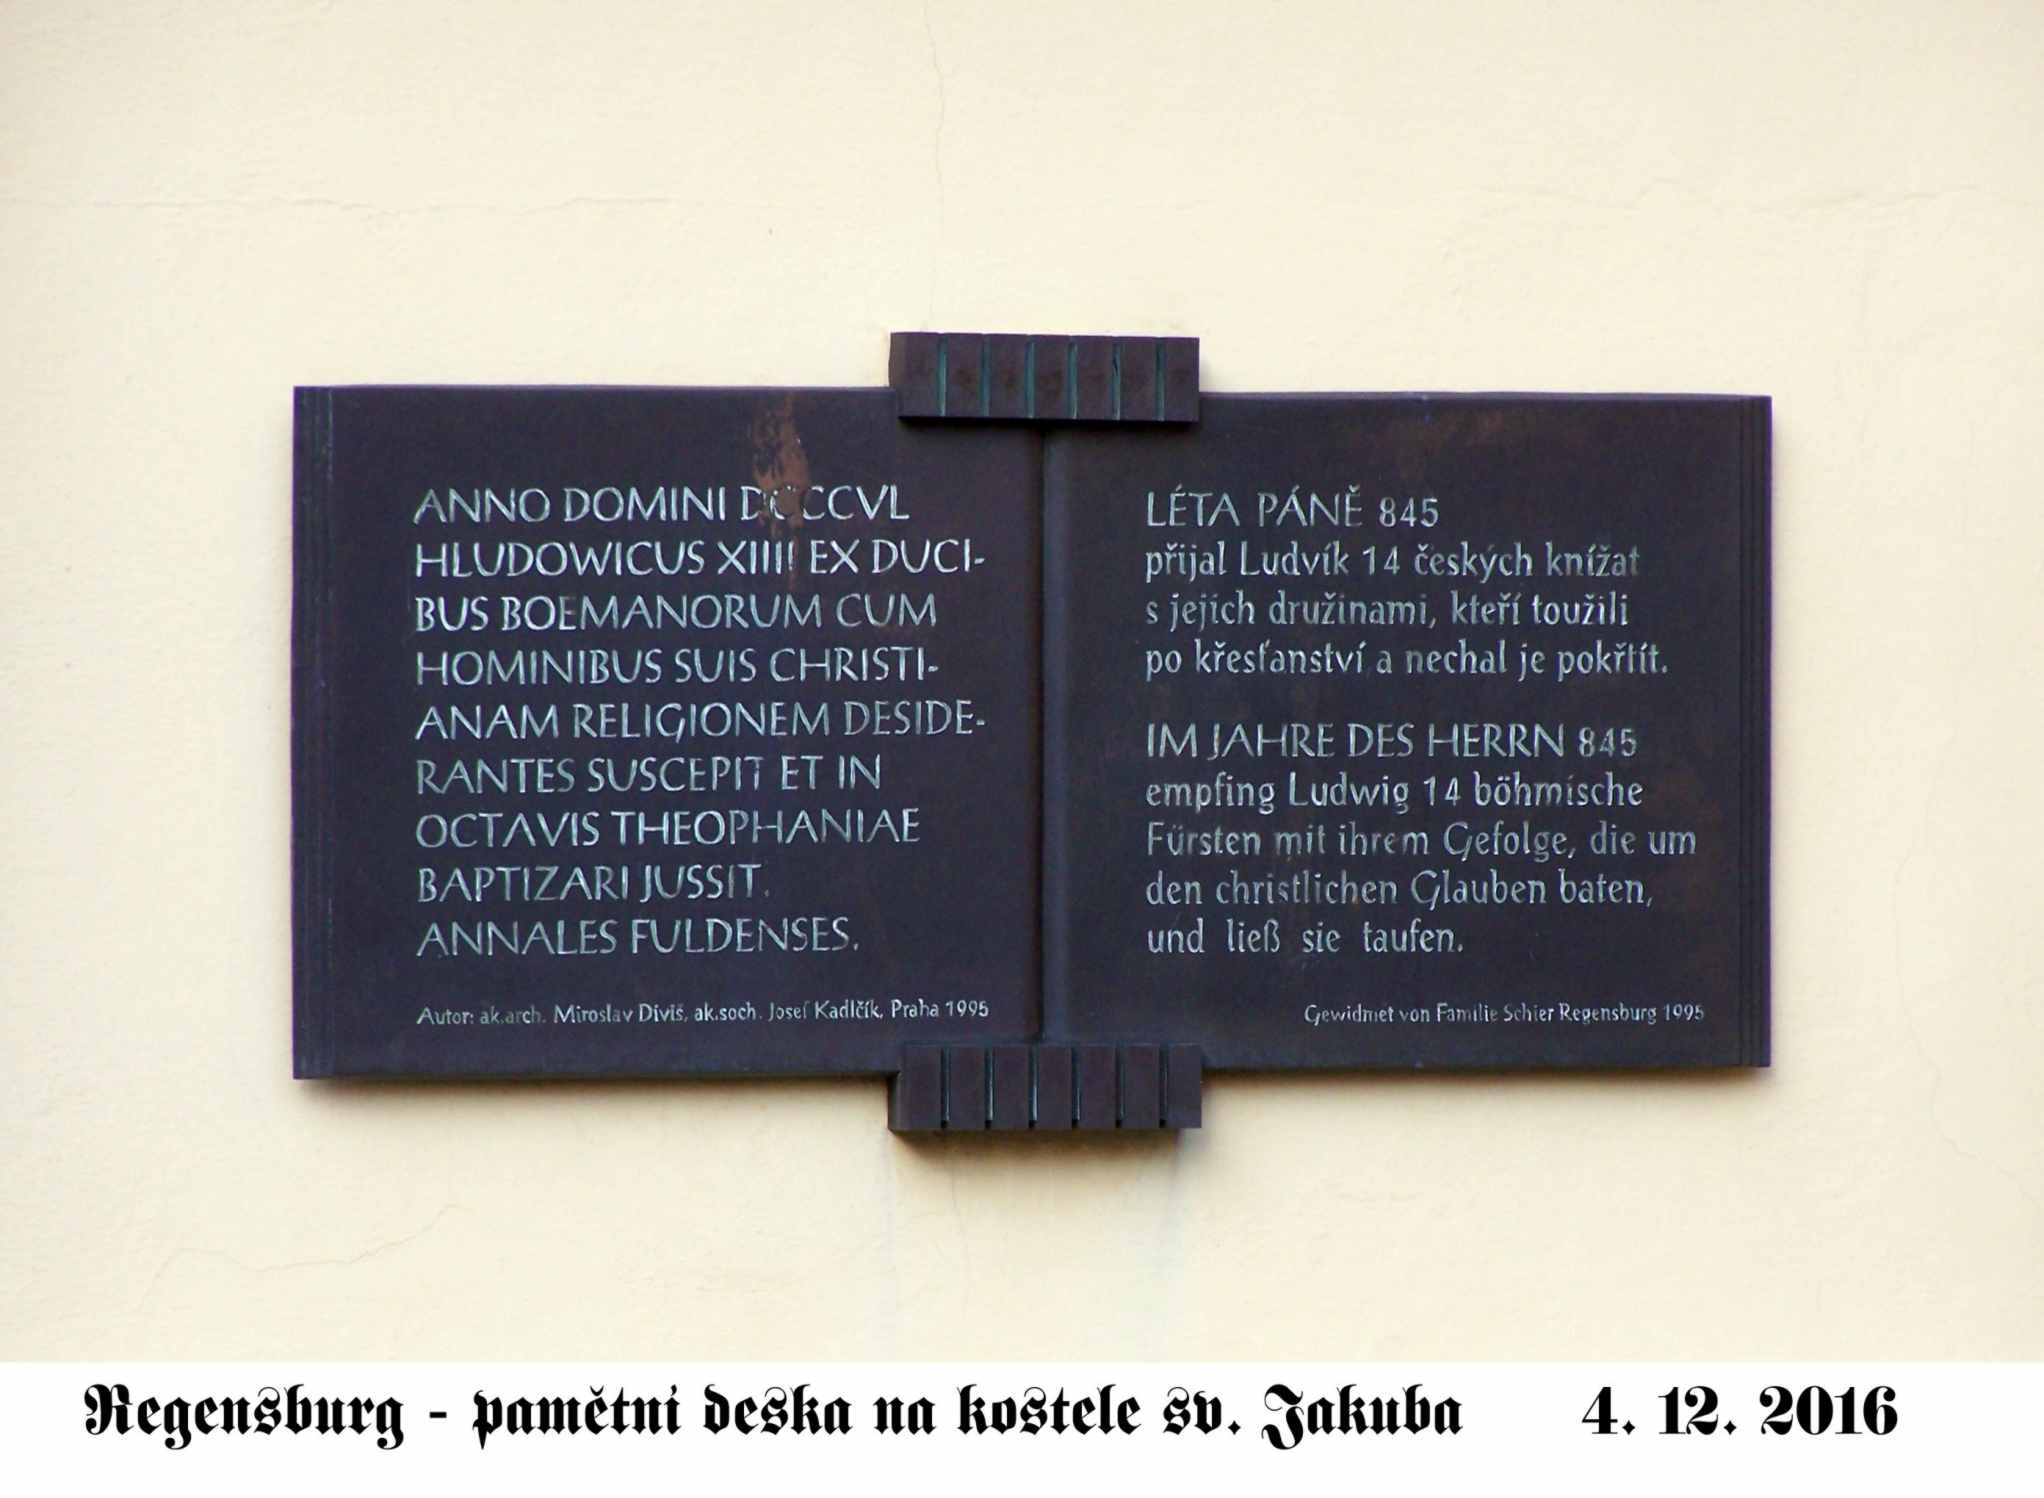 ANNO DOMINI DCCCVL
HLUDOWICUS XIIII EX DUCI-
BUS BOEMANORUM CUM
HOMINIBUS SUIS CHRISTI-
ANAM RELIGIONEM DESIDE-
RANTES SUSCEPIT ET IN
OCTAVIS THEOPHANIAE
BAPTIZARI JUSSIT.
ANNALES FULDENSES.
Autor: ak.arch. Miroslav Diviš, ak.soch. Josef Kadlčík, Praha 1995
LÉTA PÁNĚ 845
přijal Ludvík 14 českých knížat
s jejich družinami, kteří toužili
po křesťanství a nechal je pokřtít.
IM JAHRE DES HERRN 845
empfing Ludwig 14 böhmische
Fürsten mit ihrem Gefolge, die um
den christlichen Glauben baten,
und ließ sie taufen.
Gewidmet von Familie Schier Regensburg 1995
Regensburg - pamětní deska na kostele sv. Jakuba 4. 12. 2016